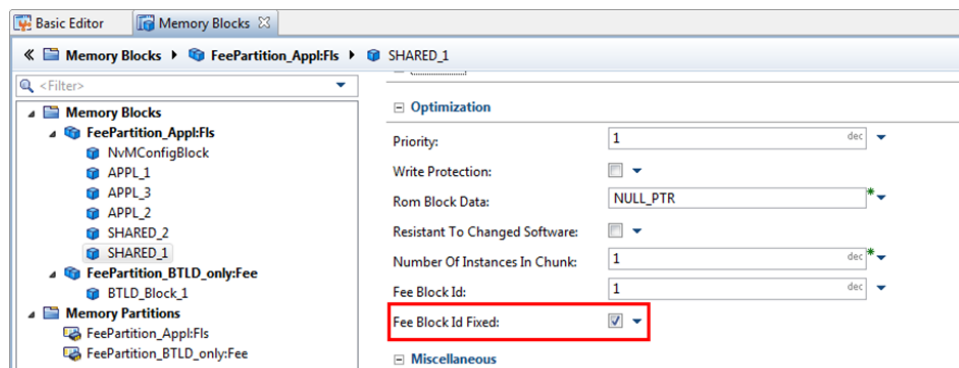 Basic Editor
Memory Blocks
Memory Blocks FeePartition_Appl:Fls SHARED_1
<Filter>
Memory Blocks
FeePartition_Appl:Fls
NvMConfigBlock
APPL_1
APPL_3
APPL_2
SHARED_2
SHARED_1
FeePartition_BTLD_only:Fee
BTLD_Block_1
Memory Partitions
FeePartition_Appl:Fls
FeePartition_BTLD_only:Fee
Optimization
Priority: 1 dec
Write Protection:
Rom Block Data: NULL_PTR
Resistant To Changed Software:
Number Of Instances In Chunk: 1 dec
Fee Block Id: 1 dec
Fee Block Id Fixed:
Miscellaneous